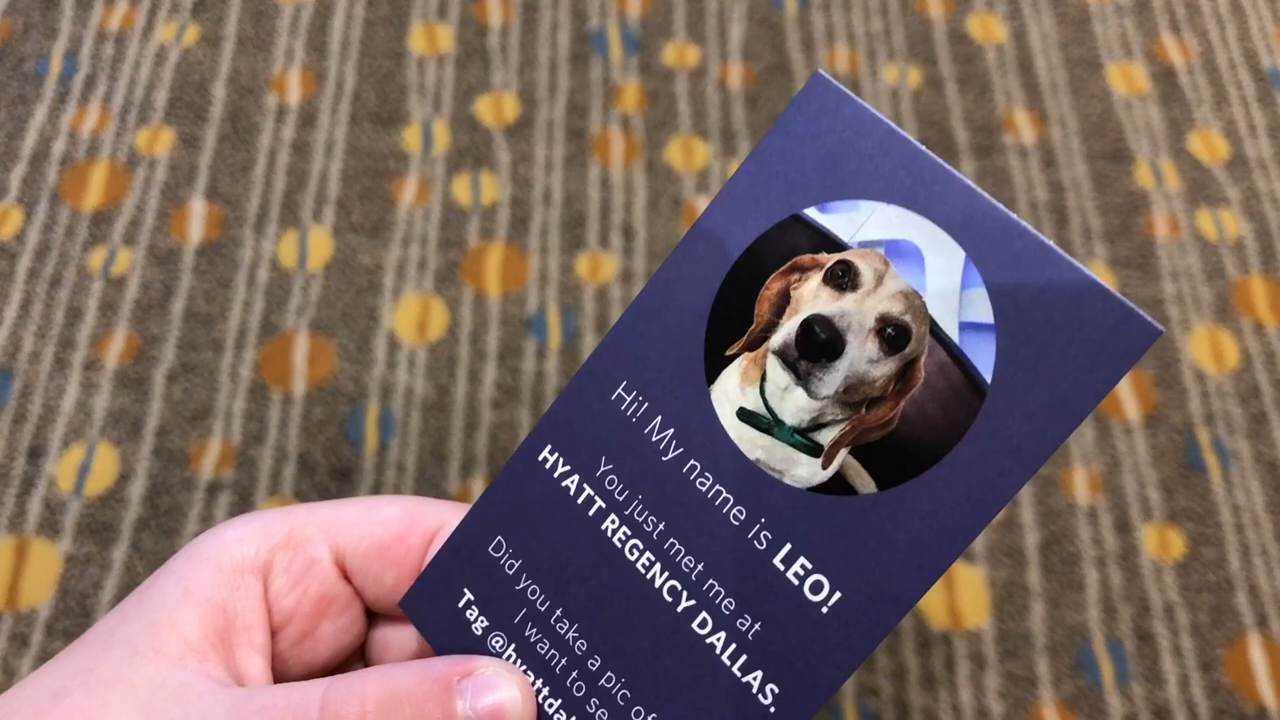 Hi! My name is LEO!
You just met me at
HYATT REGENCY DALLAS.
Did you take a pic of
I want to se
Tag @hyattdal